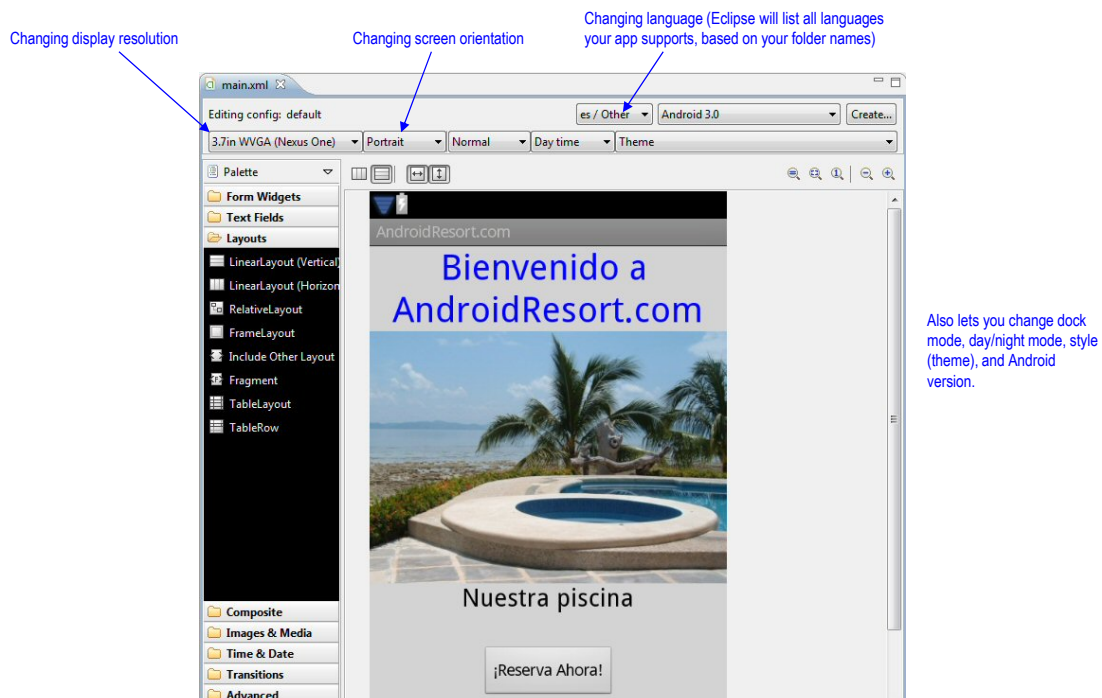 Changing display resolution
Changing screen orientation
Changing language (Eclipse will list all languages
your app supports, based on your folder names)
main.xml
Editing config: default
es / Other
Android 3.0
Create...
3.7in WVGA (Nexus One)
Portrait
Normal
Day time
Theme
Palette
Form Widgets
Text Fields
Layouts
LinearLayout (Vertical)
LinearLayout (Horizon
RelativeLayout
FrameLayout
Include Other Layout
Fragment
TableLayout
TableRow
Composite
Images & Media
Time & Date
Transitions
Advanced
AndroidResort.com
Bienvenido a
AndroidResort.com
Nuestra piscina
¡Reserva Ahora!
Also lets you change dock
mode, day/night mode, style
(theme), and Android
version.